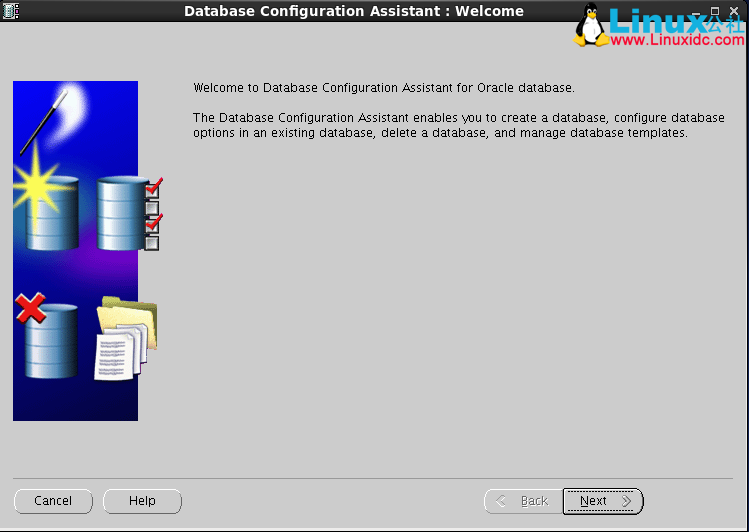 Database Configuration Assistant : Welcome
Linux公社
www.Linuxidc.com
Welcome to Database Configuration Assistant for Oracle database.
The Database Configuration Assistant enables you to create a database, configure database
options in an existing database, delete a database, and manage database templates.
Cancel
Help
Back
Next